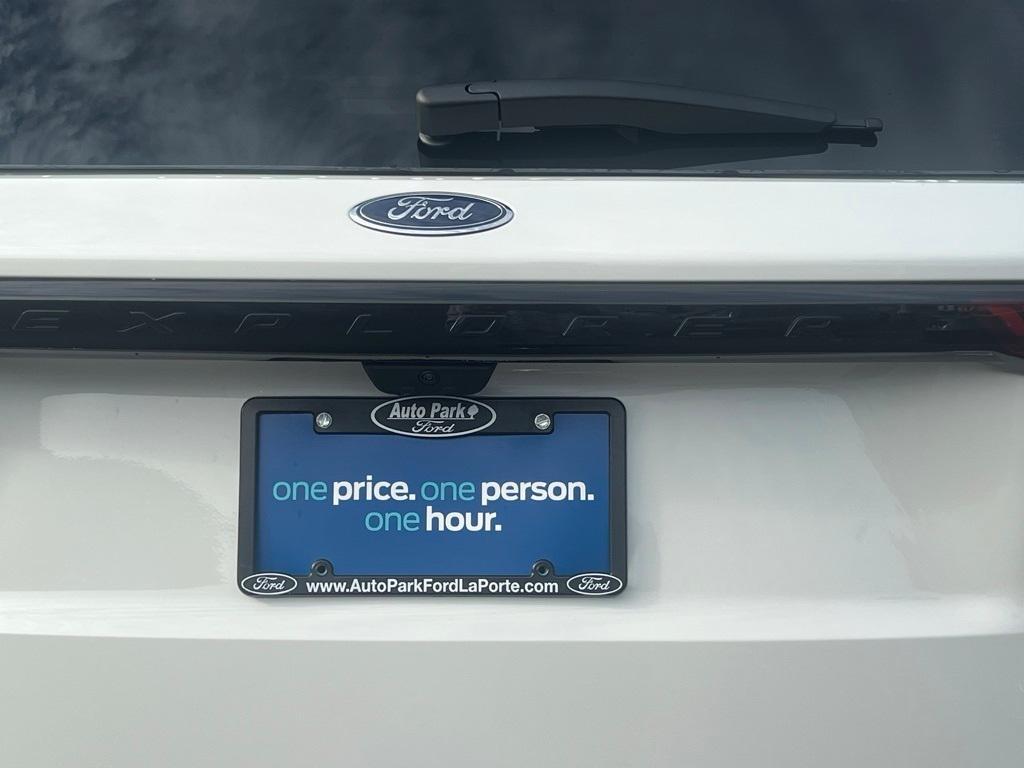 Ford
EXPLORER
Auto Park
Ford
one price. one person.
one hour.
Ford www.AutoParkFordLaPorte.com Ford